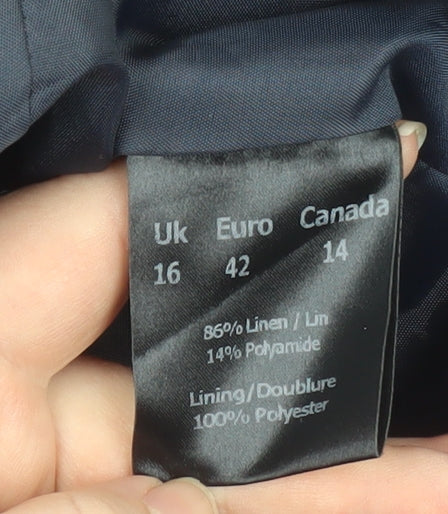 Uk Euro Canada
16 42 14
86% Linen / Lin
14% Polyamide
Lining/Doublure
100% Polyester